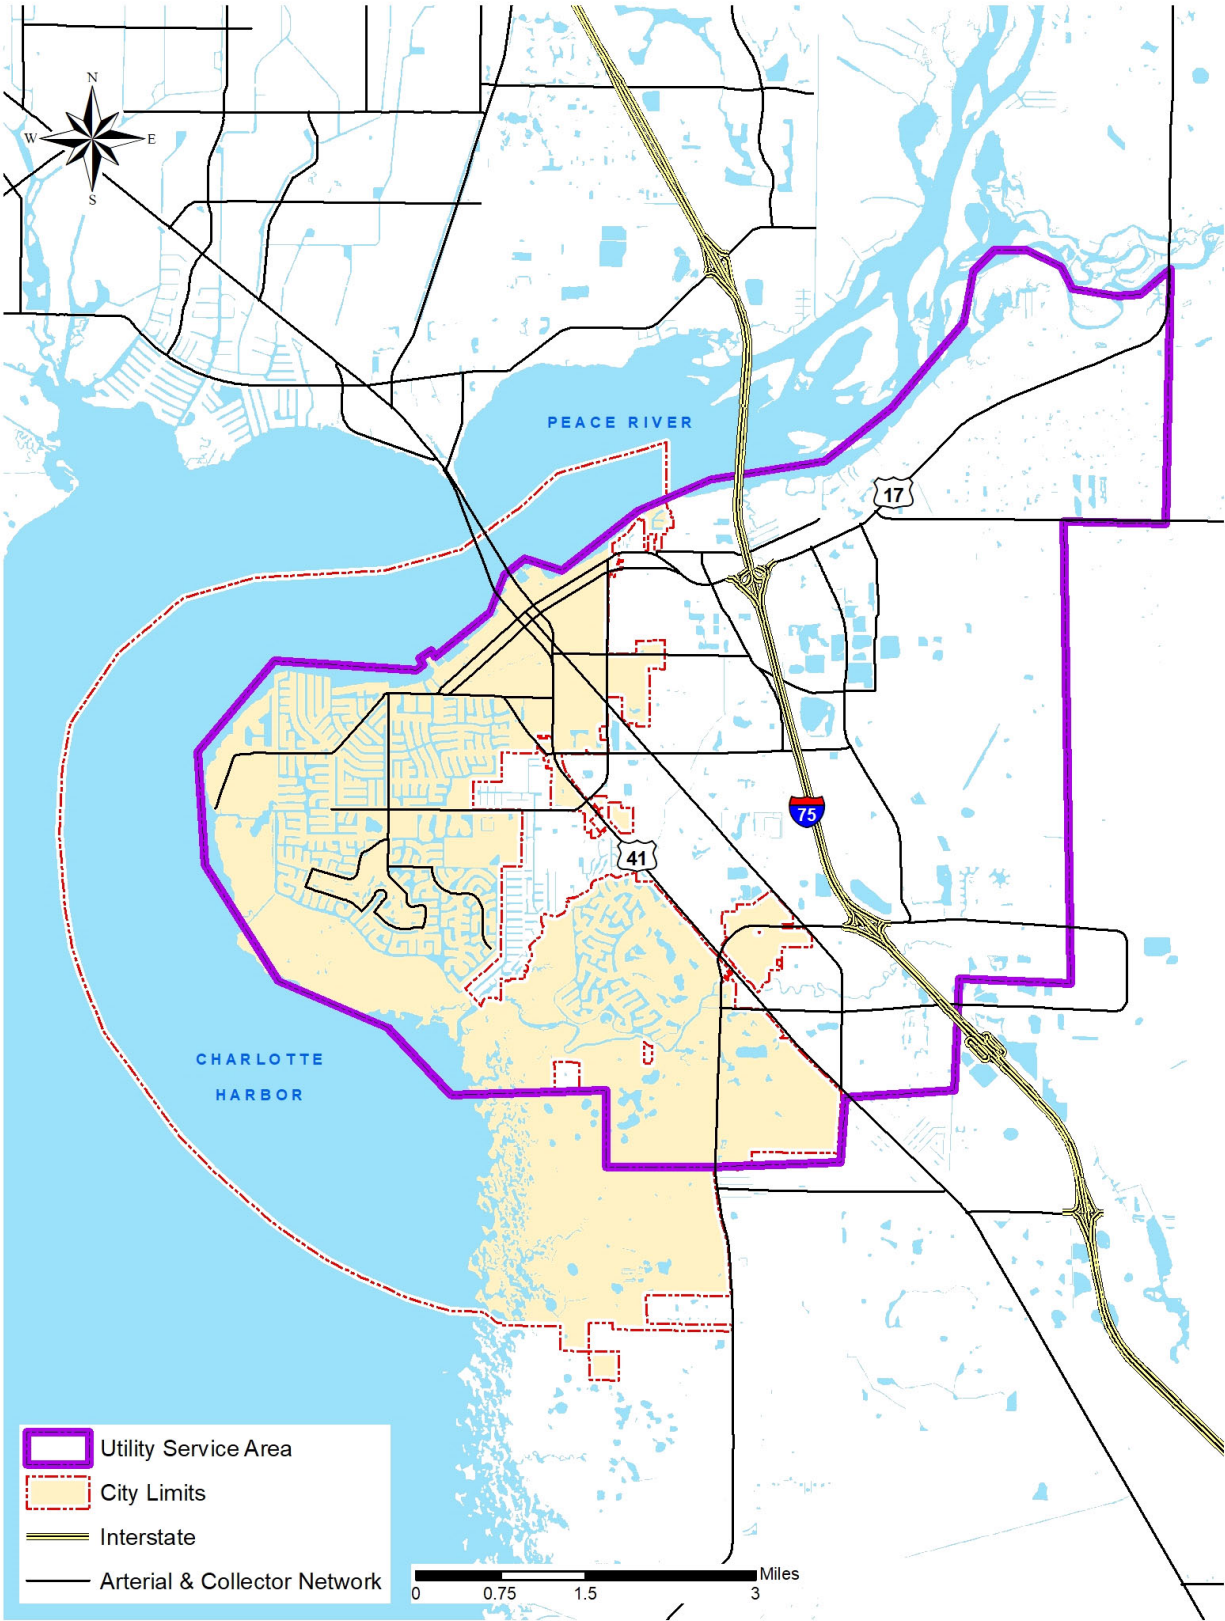 N
W
E
S
PEACE RIVER
17
75
41
CHARLOTTE
HARBOR
Utility Service Area
City Limits
Interstate
Arterial & Collector Network
Miles
0 0.75 1.5 3